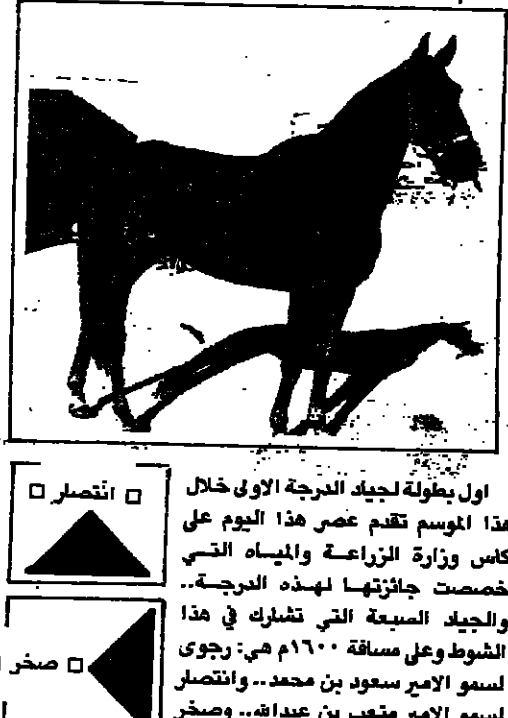 اول بطولة لجياد الدرجة الاولى خلال
هذا الموسم تقدم عصر هذا اليوم على
كاس وزارة الزراعة والمياه التي
خصصت جائزتها لهذه الدرجة..
والجياد السبعة التي تشارك في هذا
الشوط وعلى مسافة ١٦٠٠م هي: رجوى
لسمو الامير سعود بن محمد.. وانتصار
لسمو الامير متعب بن عبدالله.. وصخر
انتصار
صخر